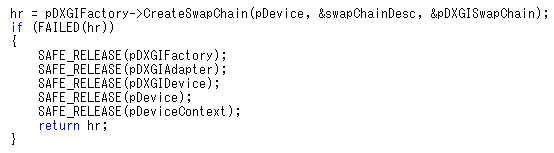 hr = pDXGIFactory->CreateSwapChain(pDevice, &swapChainDesc, &pDXGISwapChain);
if (FAILED(hr))
{
    SAFE_RELEASE(pDXGIFactory);
    SAFE_RELEASE(pDXGIAdapter);
    SAFE_RELEASE(pDXGIDevice);
    SAFE_RELEASE(pDevice);
    SAFE_RELEASE(pDeviceContext);
    return hr;
}